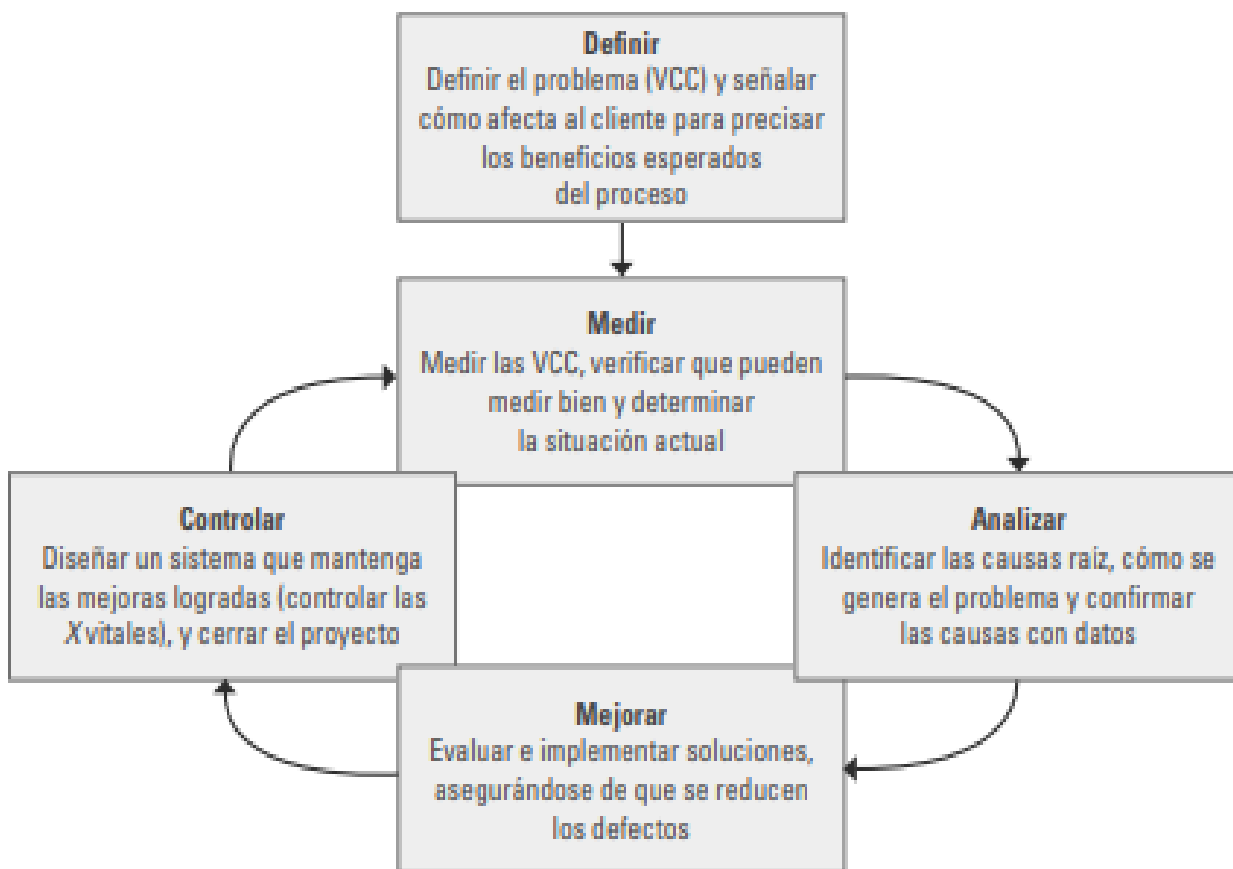 Definir
Definir el problema (VCC) y señalar
cómo afecta al cliente para precisar
los beneficios esperados
del proceso
Medir
Medir las VCC, verificar que pueden
medir bien y determinar
la situación actual
Analizar
Identificar las causas raíz, cómo se
genera el problema y confirmar
las causas con datos
Mejorar
Evaluar e implementar soluciones,
asegurándose de que se reducen
los defectos
Controlar
Diseñar un sistema que mantenga
las mejoras logradas (controlar las
X vitales), y cerrar el proyecto